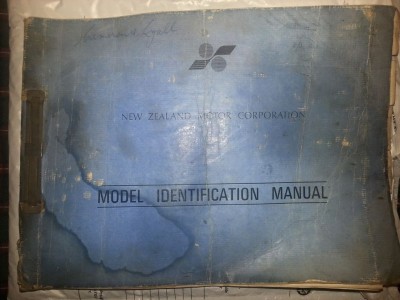 NEW ZEALAND MOTOR CORPORATION
MODEL IDENTIFICATION MANUAL